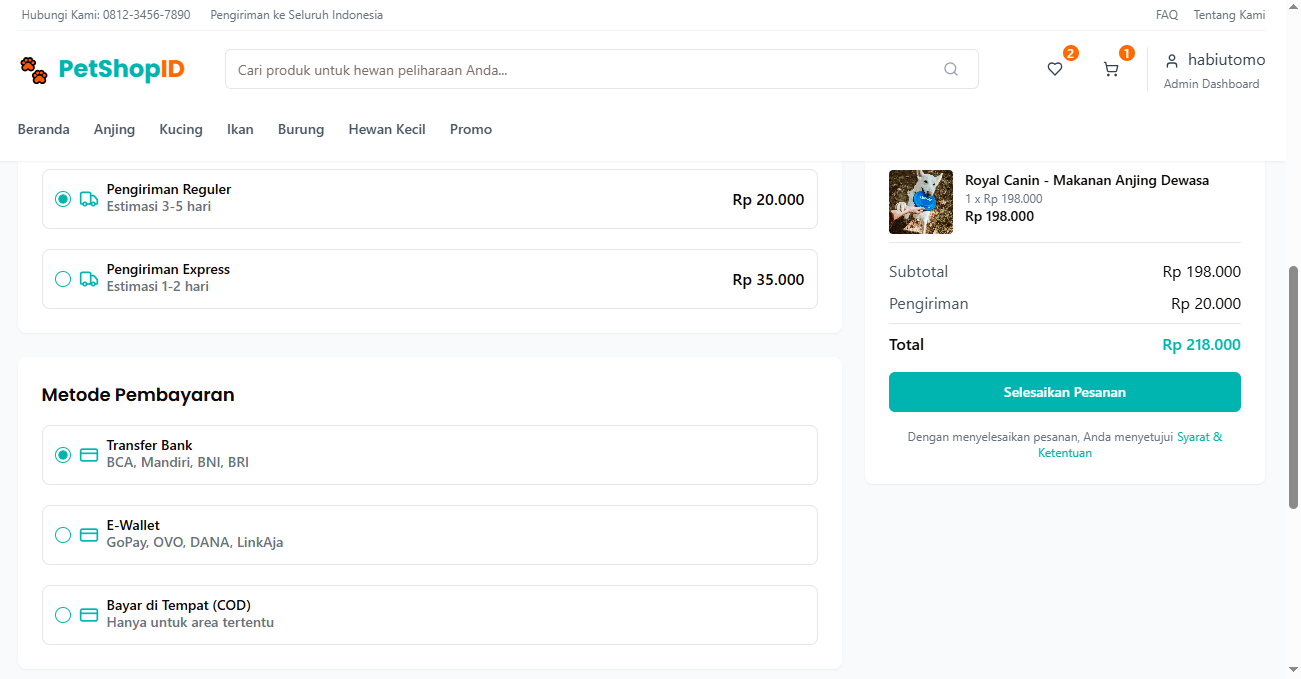 Hubungi Kami: 0812-3456-7890 Pengiriman ke Seluruh Indonesia FAQ Tentang Kami
PetShopID
Cari produk untuk hewan peliharaan Anda...
2
1
habiutomo
Admin Dashboard
Beranda Anjing Kucing Ikan Burung Hewan Kecil Promo
Pengiriman Reguler
Estimasi 3-5 hari
Rp 20.000
Pengiriman Express
Estimasi 1-2 hari
Rp 35.000
Metode Pembayaran
Transfer Bank
BCA, Mandiri, BNI, BRI
E-Wallet
GoPay, OVO, DANA, LinkAja
Bayar di Tempat (COD)
Hanya untuk area tertentu
Royal Canin - Makanan Anjing Dewasa
1 x Rp 198.000
Rp 198.000
Subtotal Rp 198.000
Pengiriman Rp 20.000
Total Rp 218.000
Selesaikan Pesanan
Dengan menyelesaikan pesanan, Anda menyetujui Syarat &
Ketentuan